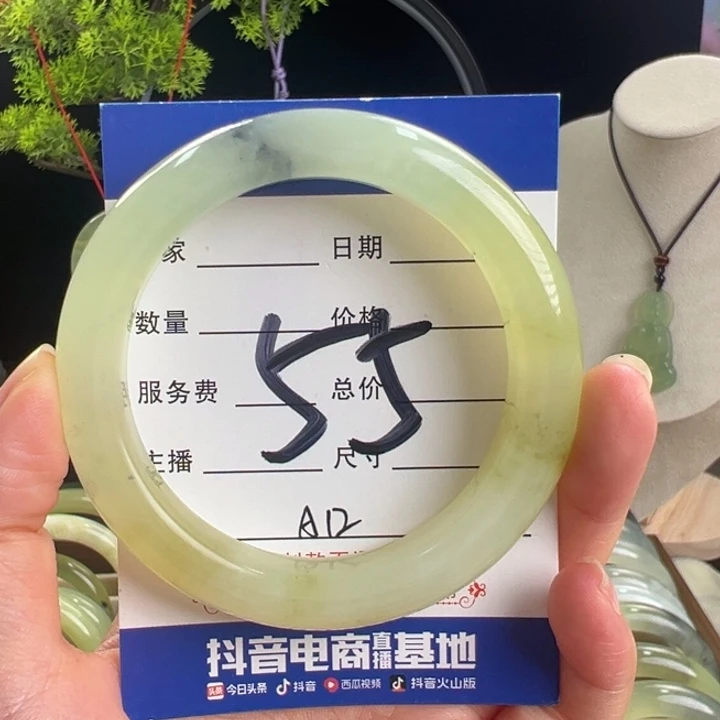 家 日期
数量 价格
55
服务费 总价
主播 尺寸
A12
抖音电商直播基地
头条 今日头条 抖音 西瓜视频 抖音火山版